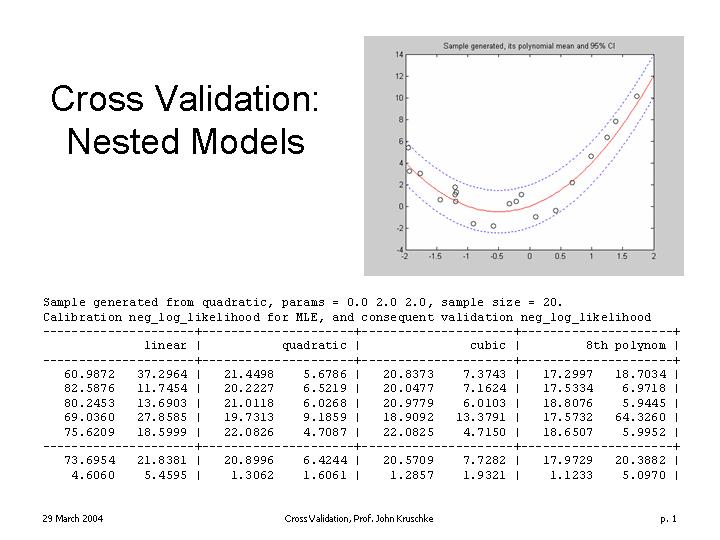 Cross Validation:
Nested Models
Sample generated, its polynomial mean and 95% CI
14
12
10
8
6
4
2
0
-2
-4
-2 -1.5 -1 -0.5 0 0.5 1 1.5 2
Sample generated from quadratic, params = 0.0 2.0 2.0, sample size = 20.
Calibration neg_log_likelihood for MLE, and consequent validation neg_log_likelihood
----------------------+----------------------+----------------------+----------------------+
linear | quadratic | cubic | 8th polynom |
----------------------+----------------------+----------------------+----------------------+
60.9872 37.2964 | 21.4498 5.6786 | 20.8373 7.3743 | 17.2997 18.7034 |
82.5876 11.7454 | 20.2227 6.5219 | 20.0477 7.1624 | 17.5334 6.9718 |
80.2453 13.6903 | 21.0118 6.0268 | 20.9779 6.0103 | 18.8076 5.9445 |
69.0360 27.8585 | 19.7313 9.1859 | 18.9092 13.3791 | 17.5732 64.3260 |
75.6209 18.5999 | 22.0826 4.7087 | 22.0825 4.7150 | 18.6507 5.9952 |
----------------------+----------------------+----------------------+----------------------+
73.6954 21.8381 | 20.8996 6.4244 | 20.5709 7.7282 | 17.9729 20.3882 |
4.6060 5.4595 | 1.3062 1.6061 | 1.2857 1.9321 | 1.1233 5.0970 |
29 March 2004 Cross Validation, Prof. John Kruschke p. 1